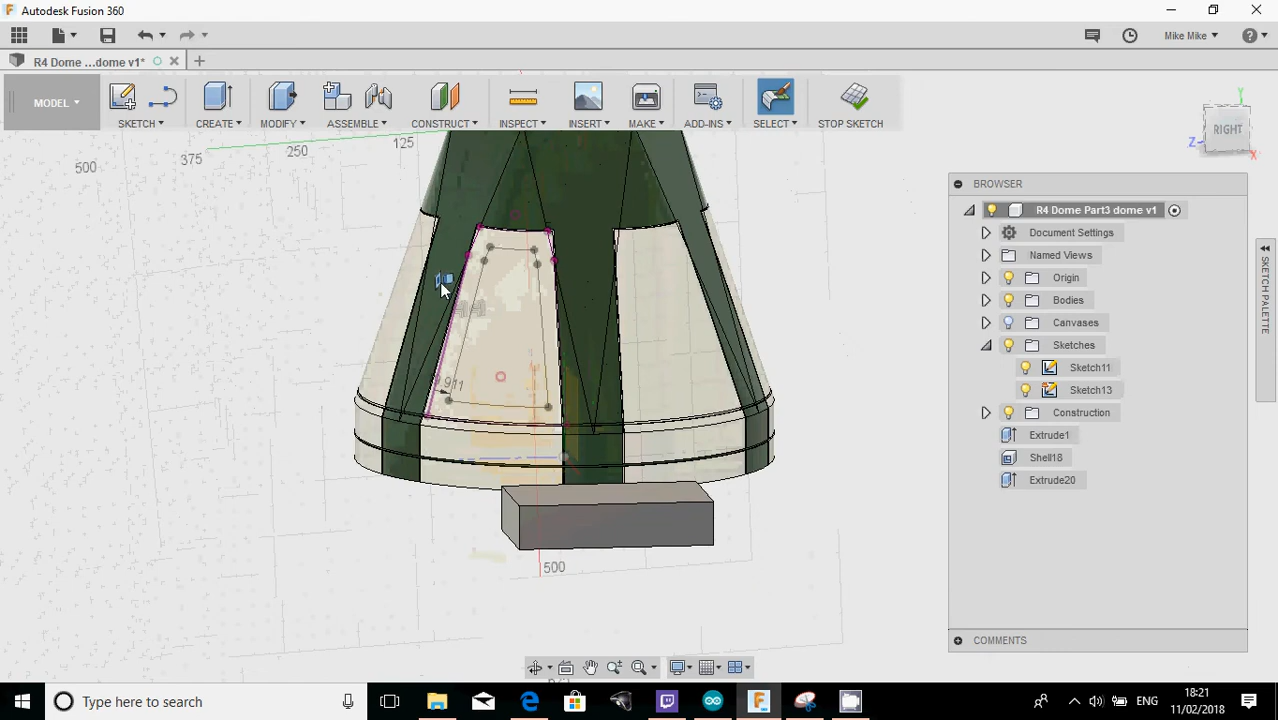 Autodesk Fusion 360
Mike Mike
R4 Dome ...dome v1*
MODEL
SKETCH
CREATE
MODIFY
ASSEMBLE
CONSTRUCT
INSPECT
INSERT
MAKE
ADD-INS
SELECT
STOP SKETCH
500
375
250
125
Y
RIGHT
Z
X
BROWSER
R4 Dome Part3 dome v1
Document Settings
Named Views
Origin
Bodies
Canvases
Sketches
Sketch11
Sketch13
Construction
Extrude1
Shell18
Extrude20
SKETCH PALETTE
500
COMMENTS
Type here to search
ENG
18:21
11/02/2018